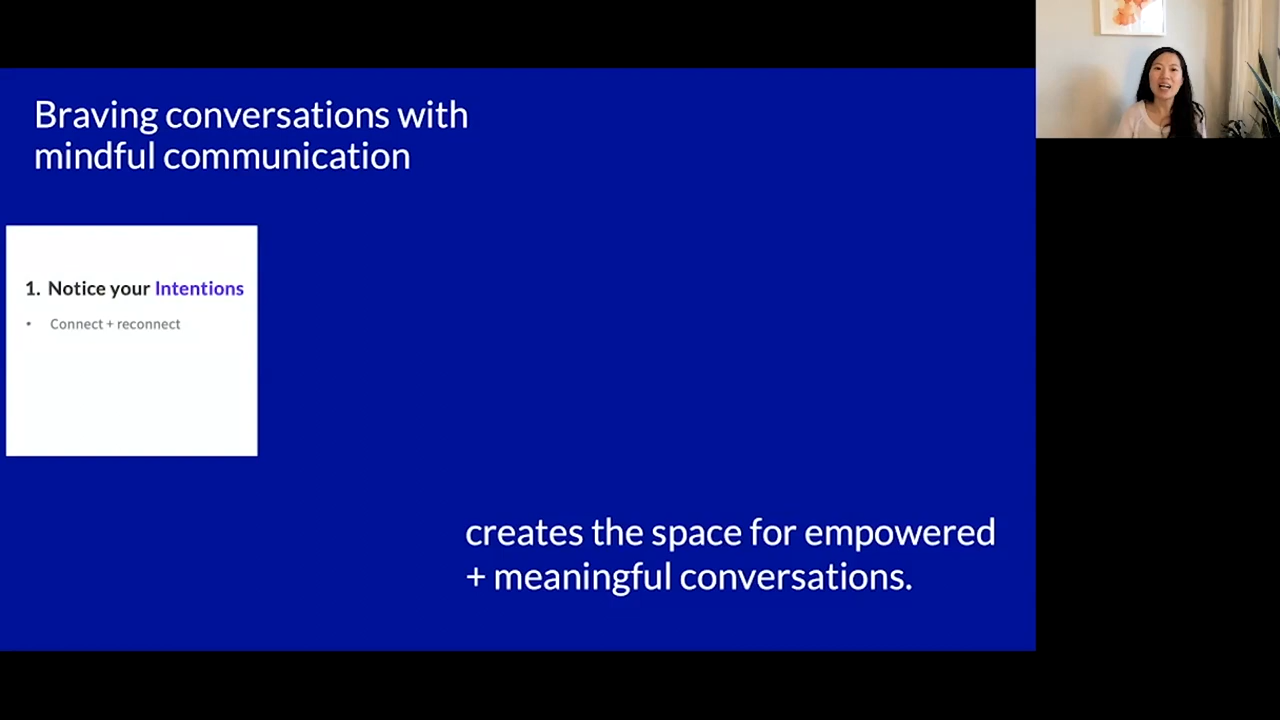 Braving conversations with
mindful communication
1. Notice your Intentions
• Connect + reconnect
creates the space for empowered
+ meaningful conversations.